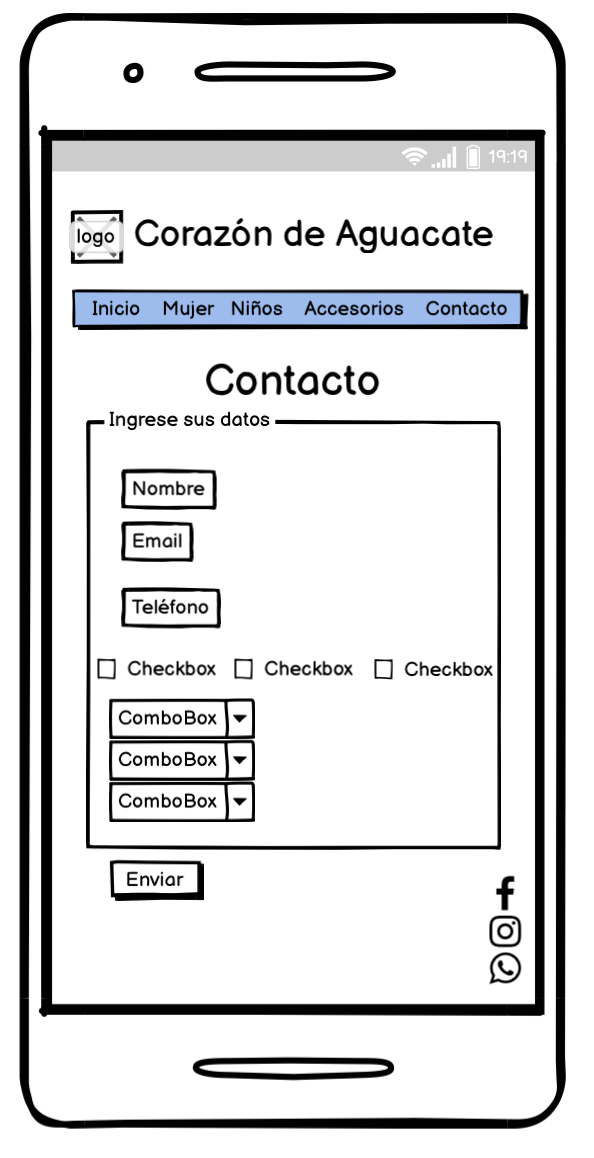 19:19
logo Corazón de Aguacate
Inicio Mujer Niños Accesorios Contacto
Contacto
Ingrese sus datos
Nombre
Email
Teléfono
Checkbox Checkbox Checkbox
ComboBox
ComboBox
ComboBox
Enviar